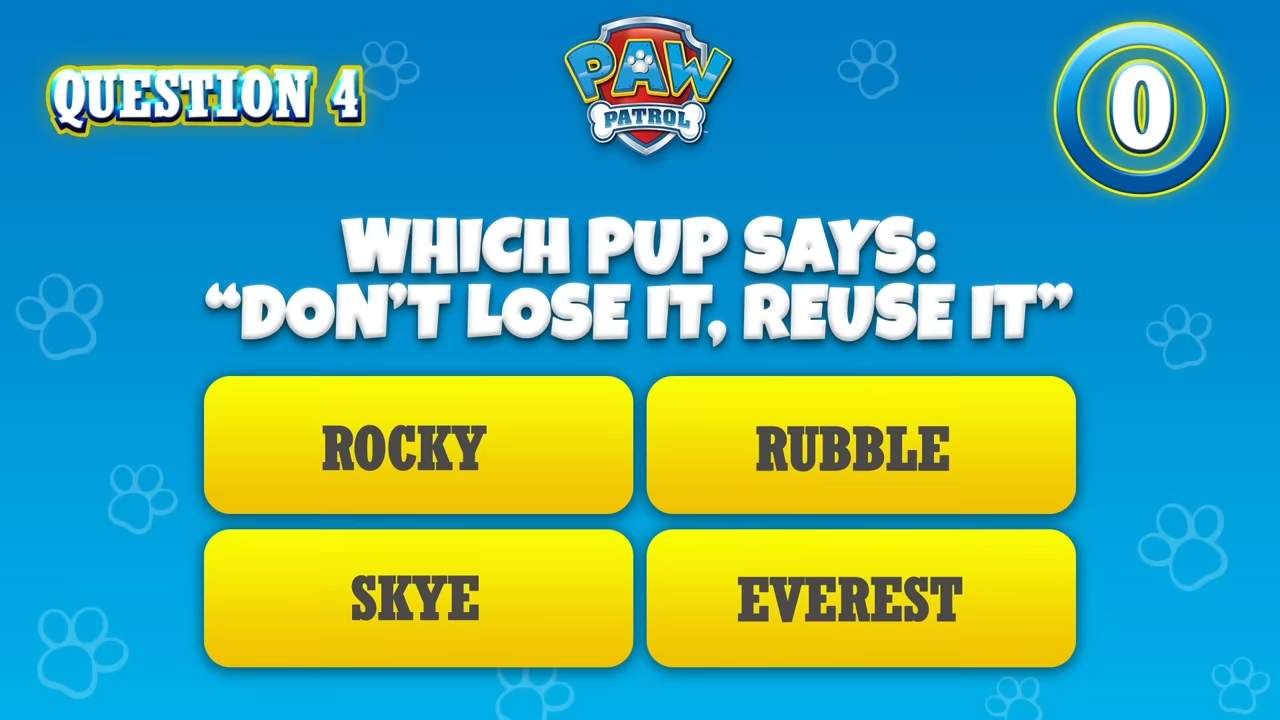 QUESTION 4
PAW
PATROL
0
WHICH PUP SAYS:
“DON’T LOSE IT, REUSE IT”
ROCKY
RUBBLE
SKYE
EVEREST